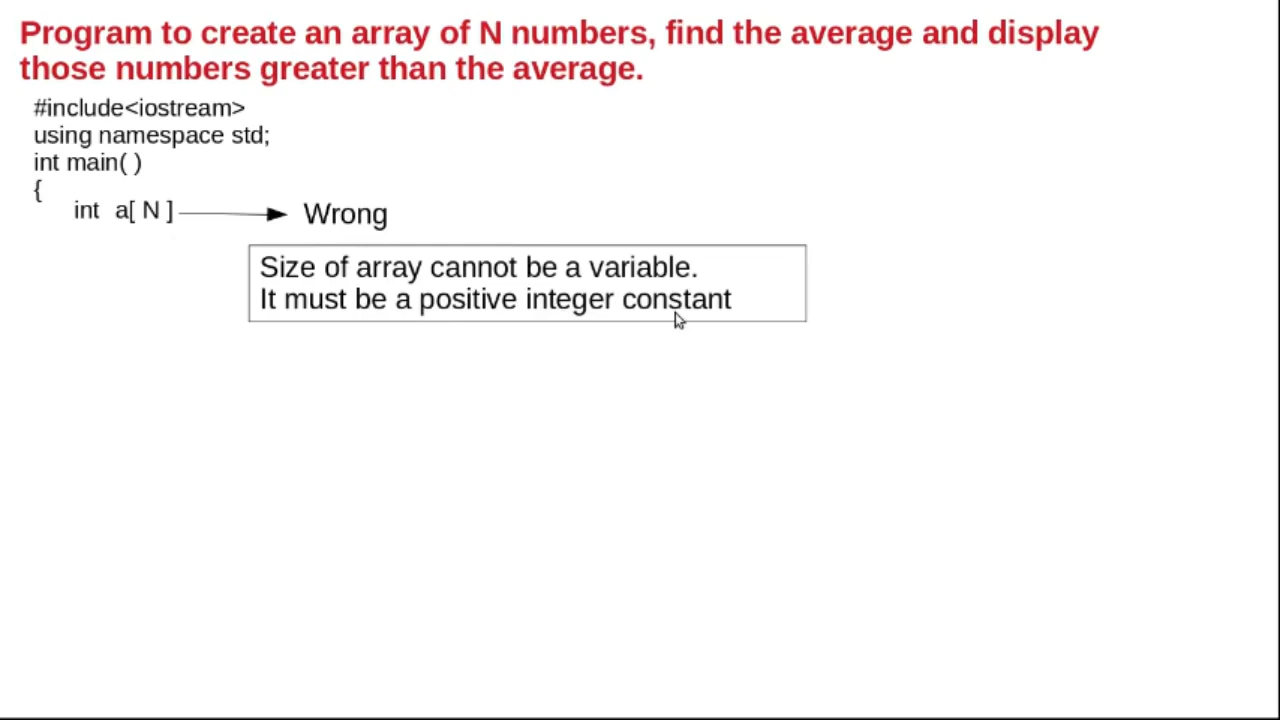 Program to create an array of N numbers, find the average and display
those numbers greater than the average.
#include<iostream>
using namespace std;
int main( )
{
int a[ N ]
Wrong
Size of array cannot be a variable.
It must be a positive integer constant